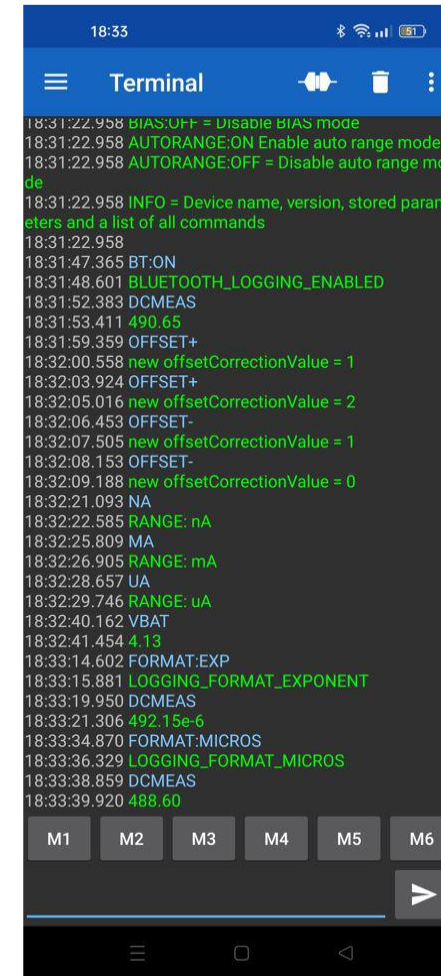 18:33
51
Terminal
18:31:22.958 BIAS:OFF = Disable BIAS mode
18:31:22.958 AUTORANGE:ON Enable auto range mode
18:31:22.958 AUTORANGE:OFF = Disable auto range mo
de
18:31:22.958 INFO = Device name, version, stored param
eters and a list of all commands
18:31:22.958
18:31:47.365 BT:ON
18:31:48.601 BLUETOOTH_LOGGING_ENABLED
18:31:52.383 DCMEAS
18:31:53.411 490.65
18:31:59.359 OFFSET+
18:32:00.558 new offsetCorrectionValue = 1
18:32:03.924 OFFSET+
18:32:05.016 new offsetCorrectionValue = 2
18:32:06.453 OFFSET-
18:32:07.505 new offsetCorrectionValue = 1
18:32:08.153 OFFSET-
18:32:09.188 new offsetCorrectionValue = 0
18:32:21.093 NA
18:32:22.585 RANGE: nA
18:32:25.809 MA
18:32:26.905 RANGE: mA
18:32:28.657 UA
18:32:29.746 RANGE: uA
18:32:40.162 VBAT
18:32:41.454 4.13
18:33:14.602 FORMAT:EXP
18:33:15.881 LOGGING_FORMAT_EXPONENT
18:33:19.950 DCMEAS
18:33:21.306 492.15e-6
18:33:34.870 FORMAT:MICROS
18:33:36.329 LOGGING_FORMAT_MICROS
18:33:38.859 DCMEAS
18:33:39.920 488.60
M1 M2 M3 M4 M5 M6